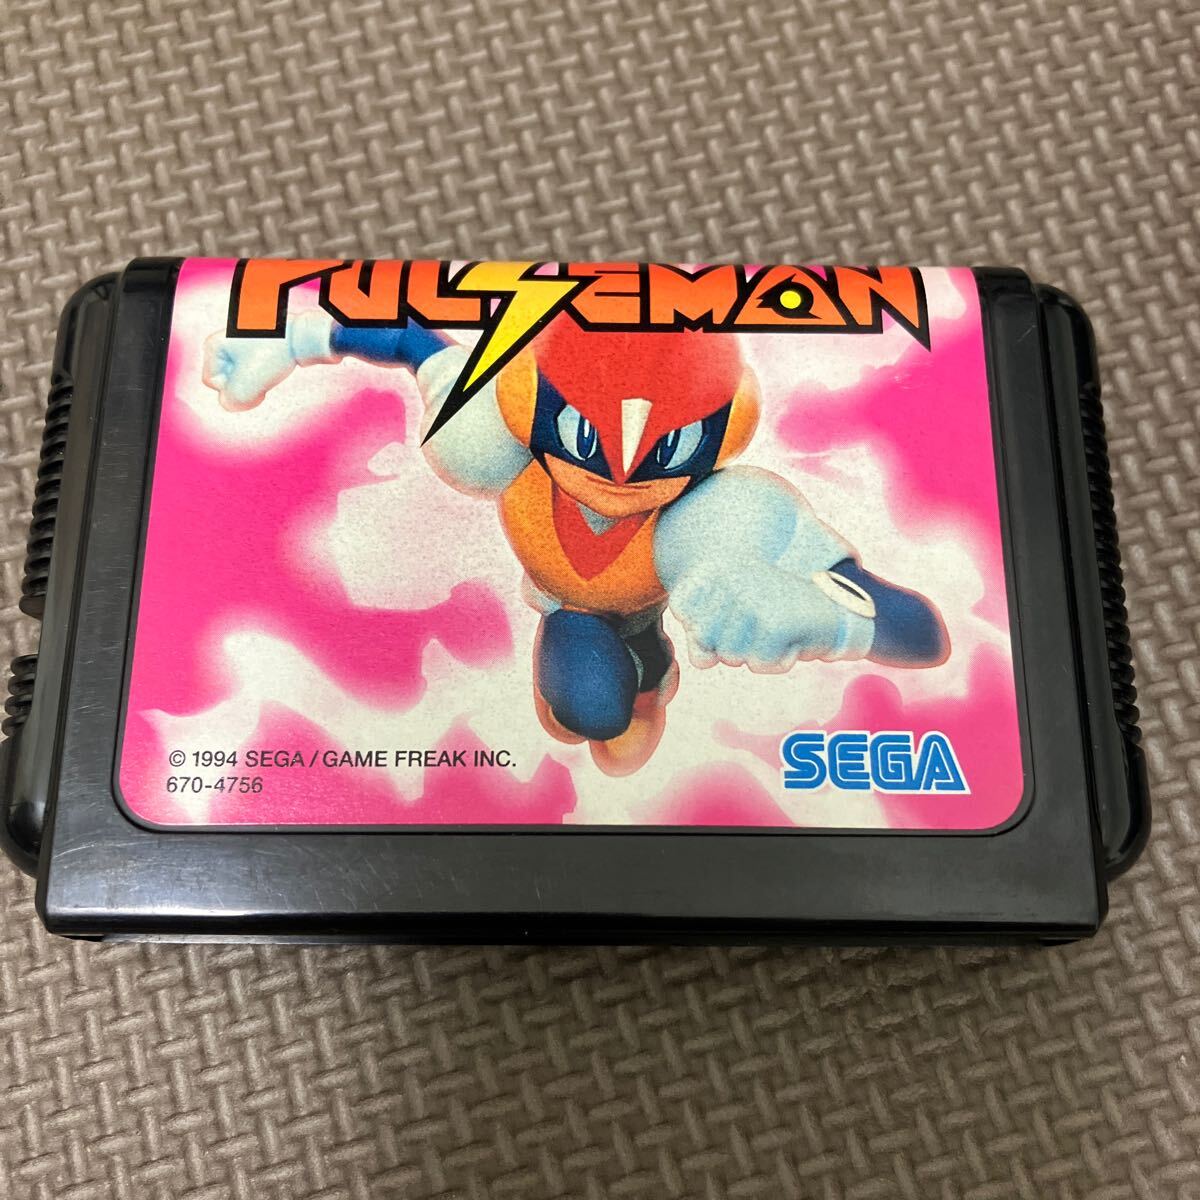 PULSEMAN
© 1994 SEGA / GAME FREAK INC.
670-4756
SEGA